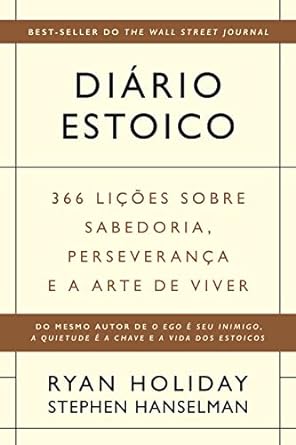 BEST-SELLER DO THE WALL STREET JOURNAL
DIÁRIO
ESTOICO
366 LIÇÕES SOBRE
SABEDORIA,
PERSEVERANÇA
E A ARTE DE VIVER
DO MESMO AUTOR DE O EGO É SEU INIMIGO,
A QUIETUDE É A CHAVE E A VIDA DOS ESTOICOS
RYAN HOLIDAY
STEPHEN HANSELMAN